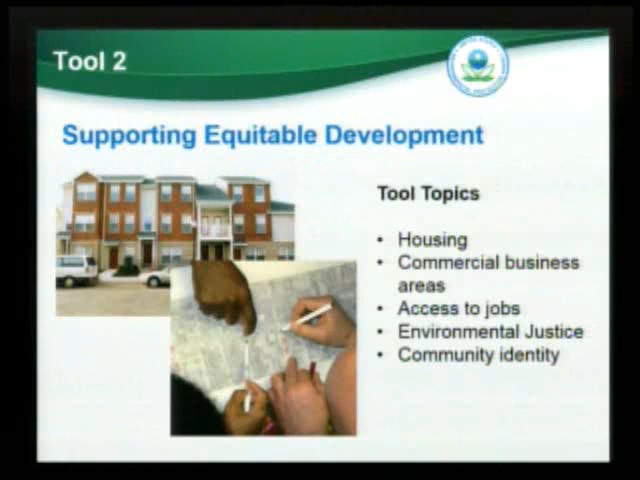 Tool 2
Supporting Equitable Development
Tool Topics
• Housing
• Commercial business
areas
• Access to jobs
• Environmental Justice
• Community identity